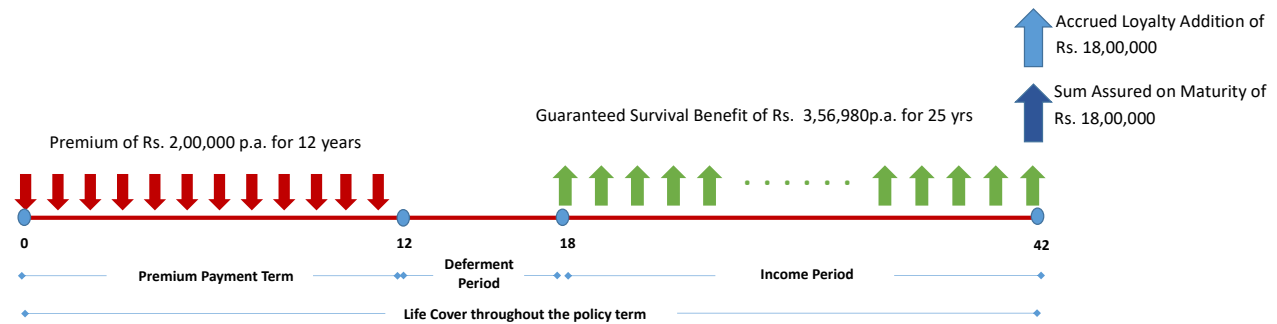 Accrued Loyalty Addition of
Rs. 18,00,000
Sum Assured on Maturity of
Rs. 18,00,000
Guaranteed Survival Benefit of Rs. 3,56,980p.a. for 25 yrs
Premium of Rs. 2,00,000 p.a. for 12 years
0
12
18
42
Premium Payment Term
Deferment
Period
Income Period
Life Cover throughout the policy term